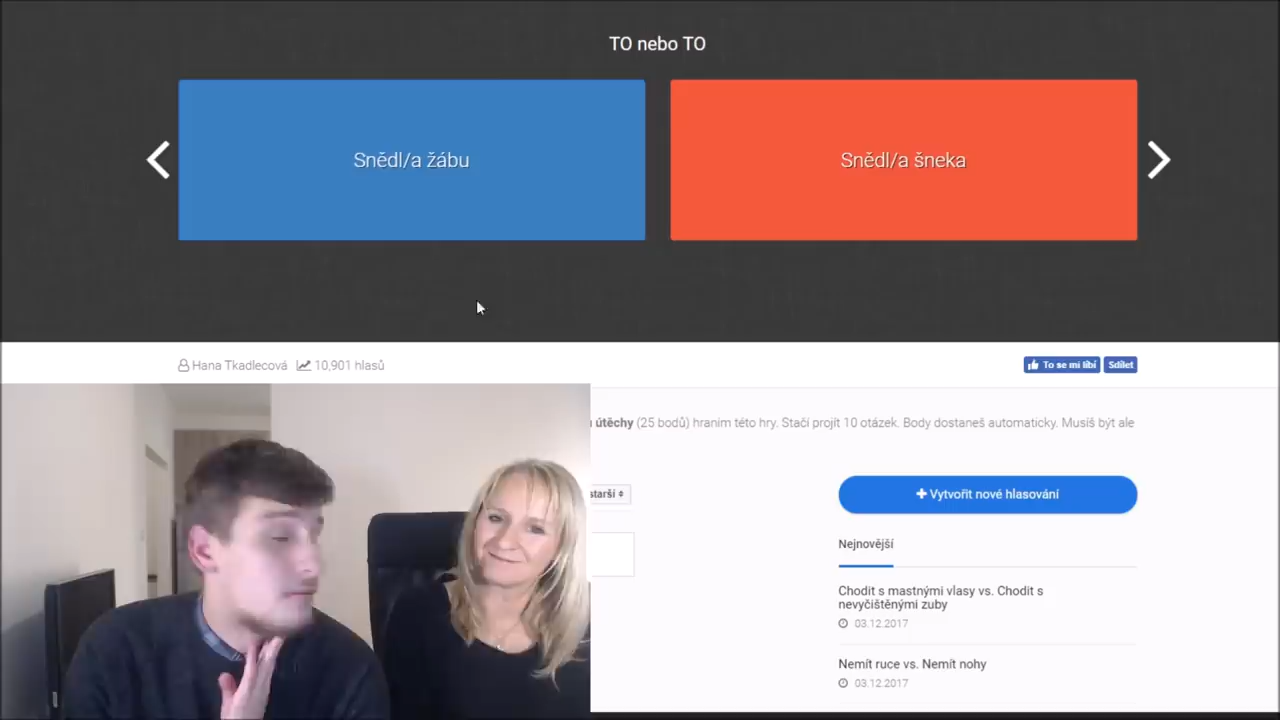 TO nebo TO
Snědl/a žábu
Snědl/a šneka
Hana Tkadlecová 10,901 hlasů
To se mi líbí Sdílet
útěchy (25 bodů) hraním této hry. Stačí projít 10 otázek. Body dostaneš automaticky. Musíš být ale
starší
Vytvořit nové hlasování
Nejnovější
Chodit s mastnými vlasy vs. Chodit s
nevyčištěnými zuby
03.12.2017
Nemít ruce vs. Nemít nohy
03.12.2017